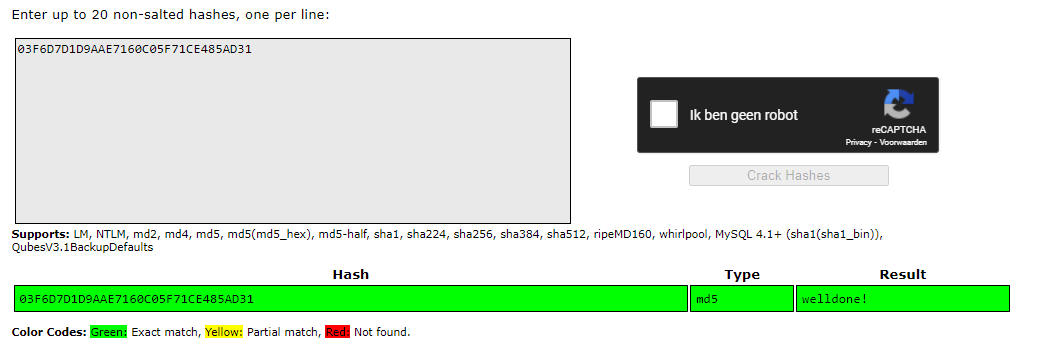 Enter up to 20 non-salted hashes, one per line:
03F6D7D1D9AAE7160C05F71CE485AD31
Ik ben geen robot
reCAPTCHA
Privacy - Voorwaarden
Crack Hashes
Supports: LM, NTLM, md2, md4, md5, md5(md5_hex), md5-half, sha1, sha224, sha256, sha384, sha512, ripeMD160, whirlpool, MySQL 4.1+ (sha1(sha1_bin)),
QubesV3.1BackupDefaults
Hash Type Result
03F6D7D1D9AAE7160C05F71CE485AD31 md5 welldone!
Color Codes: Green: Exact match, Yellow: Partial match, Red: Not found.